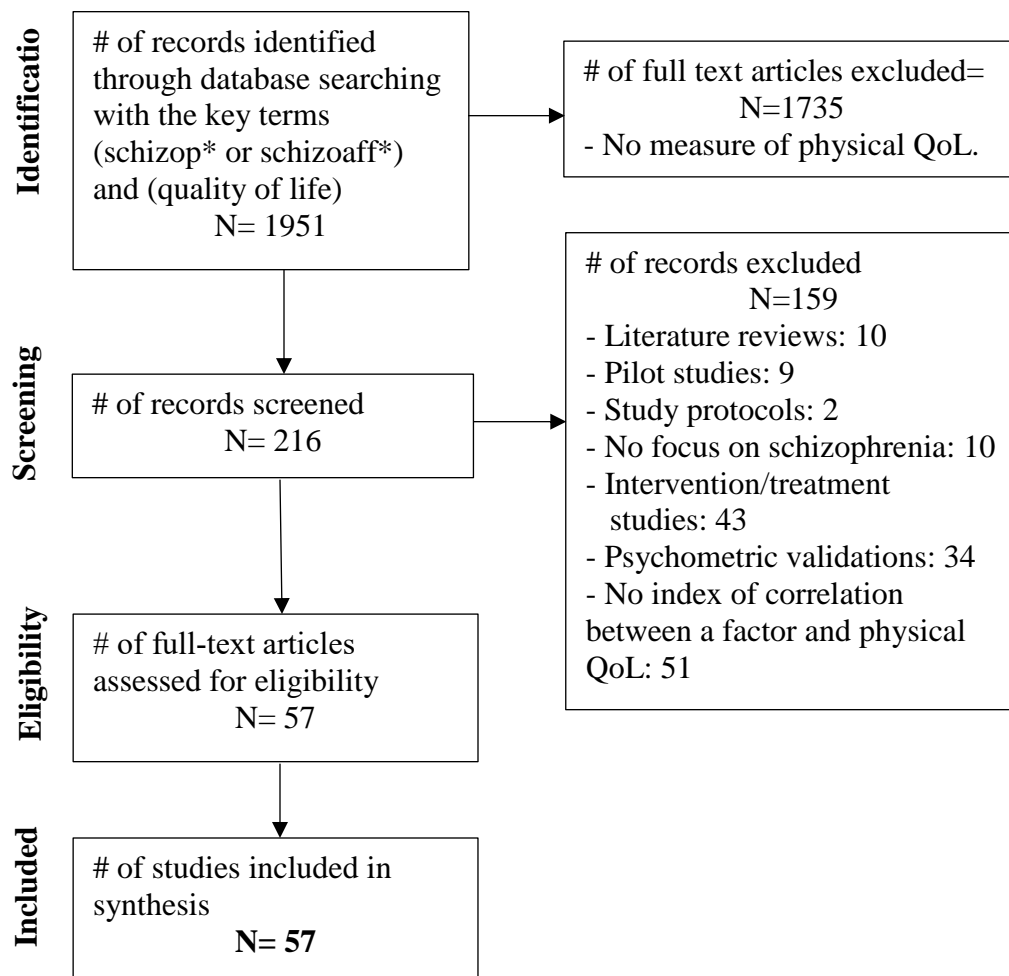 Identificatio
# of records identified
through database searching
with the key terms
(schizop* or schizoaff*)
and (quality of life)
N= 1951
# of full text articles excluded=
N=1735
- No measure of physical QoL.
Screening
# of records screened
N= 216
# of records excluded
N=159
- Literature reviews: 10
- Pilot studies: 9
- Study protocols: 2
- No focus on schizophrenia: 10
- Intervention/treatment
studies: 43
- Psychometric validations: 34
- No index of correlation
between a factor and physical
QoL: 51
Eligibility
# of full-text articles
assessed for eligibility
N= 57
Included
# of studies included in
synthesis
N= 57